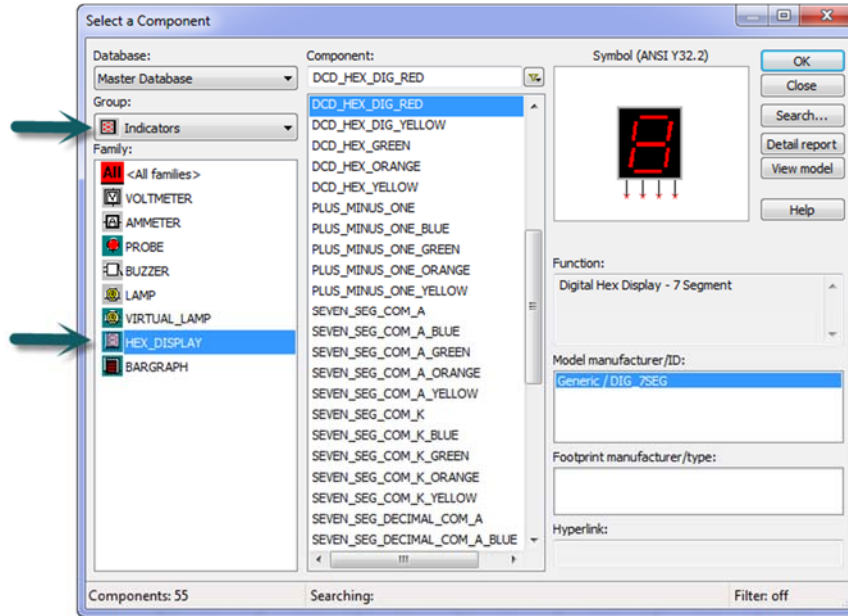 Select a Component
Database:
Master Database
Group:
Indicators
Family:
All <All families>
VOLTMETER
AMMETER
PROBE
BUZZER
LAMP
VIRTUAL_LAMP
HEX_DISPLAY
BARGRAPH
Component:
DCD_HEX_DIG_RED
DCD_HEX_DIG_RED
DCD_HEX_DIG_YELLOW
DCD_HEX_GREEN
DCD_HEX_ORANGE
DCD_HEX_YELLOW
PLUS_MINUS_ONE
PLUS_MINUS_ONE_BLUE
PLUS_MINUS_ONE_GREEN
PLUS_MINUS_ONE_ORANGE
PLUS_MINUS_ONE_YELLOW
SEVEN_SEG_COM_A
SEVEN_SEG_COM_A_BLUE
SEVEN_SEG_COM_A_GREEN
SEVEN_SEG_COM_A_ORANGE
SEVEN_SEG_COM_A_YELLOW
SEVEN_SEG_COM_K
SEVEN_SEG_COM_K_BLUE
SEVEN_SEG_COM_K_GREEN
SEVEN_SEG_COM_K_ORANGE
SEVEN_SEG_COM_K_YELLOW
SEVEN_SEG_DECIMAL_COM_A
SEVEN_SEG_DECIMAL_COM_A_BLUE
Symbol (ANSI Y32.2)
8
OK
Close
Search...
Detail report
View model
Help
Function:
Digital Hex Display - 7 Segment
Model manufacturer/ID:
Generic / DIG_7SEG
Footprint manufacturer/type:
Hyperlink:
Components: 55
Searching:
Filter: off